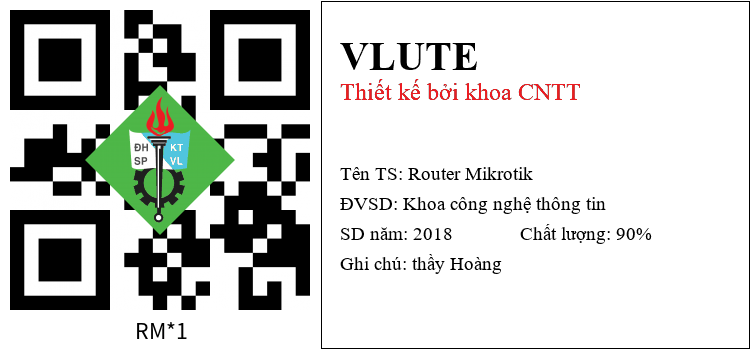 ĐH KT
SP VL
RM*1
VLUTE
Thiết kế bởi khoa CNTT
Tên TS: Router Mikrotik
ĐVSD: Khoa công nghệ thông tin
SD năm: 2018 Chất lượng: 90%
Ghi chú: thầy Hoàng